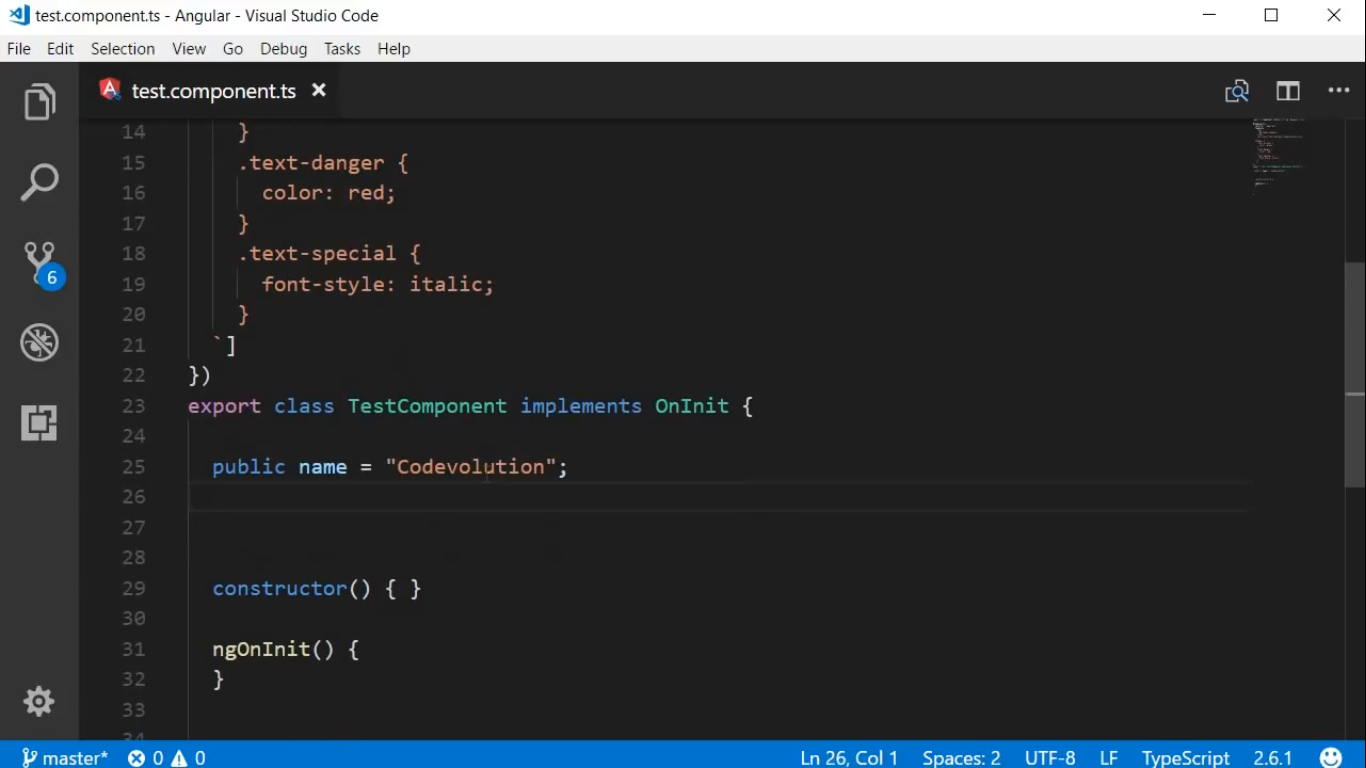 test.component.ts - Angular - Visual Studio Code
File Edit Selection View Go Debug Tasks Help
test.component.ts
14 }
15 .text-danger {
16 color: red;
17 }
18 .text-special {
19 font-style: italic;
20 }
21 `]
22 })
23 export class TestComponent implements OnInit {
24
25 public name = "Codevolution";
26
27
28
29 constructor() { }
30
31 ngOnInit() {
32 }
33
34
6
master* 0 0 Ln 26, Col 1 Spaces: 2 UTF-8 LF TypeScript 2.6.1